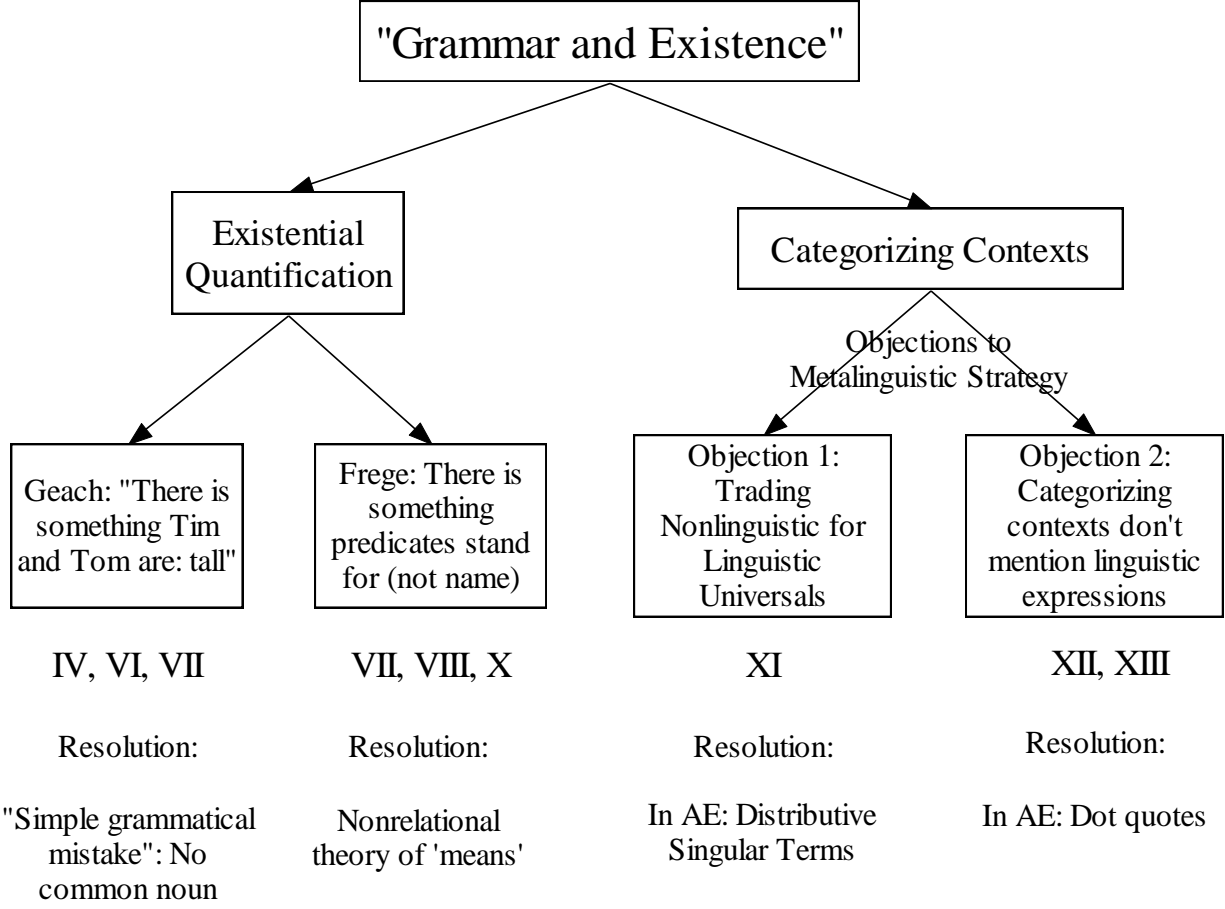 "Grammar and Existence"
Existential
Quantification
Categorizing Contexts
Objections to
Metalinguistic Strategy
Geach: "There is
something Tim
and Tom are: tall"
Frege: There is
something
predicates stand
for (not name)
Objection 1:
Trading
Nonlinguistic for
Linguistic
Universals
Objection 2:
Categorizing
contexts don't
mention linguistic
expressions
IV, VI, VII
VII, VIII, X
XI
XII, XIII
Resolution:
Resolution:
Resolution:
Resolution:
"Simple grammatical
mistake": No
common noun
Nonrelational
theory of 'means'
In AE: Distributive
Singular Terms
In AE: Dot quotes